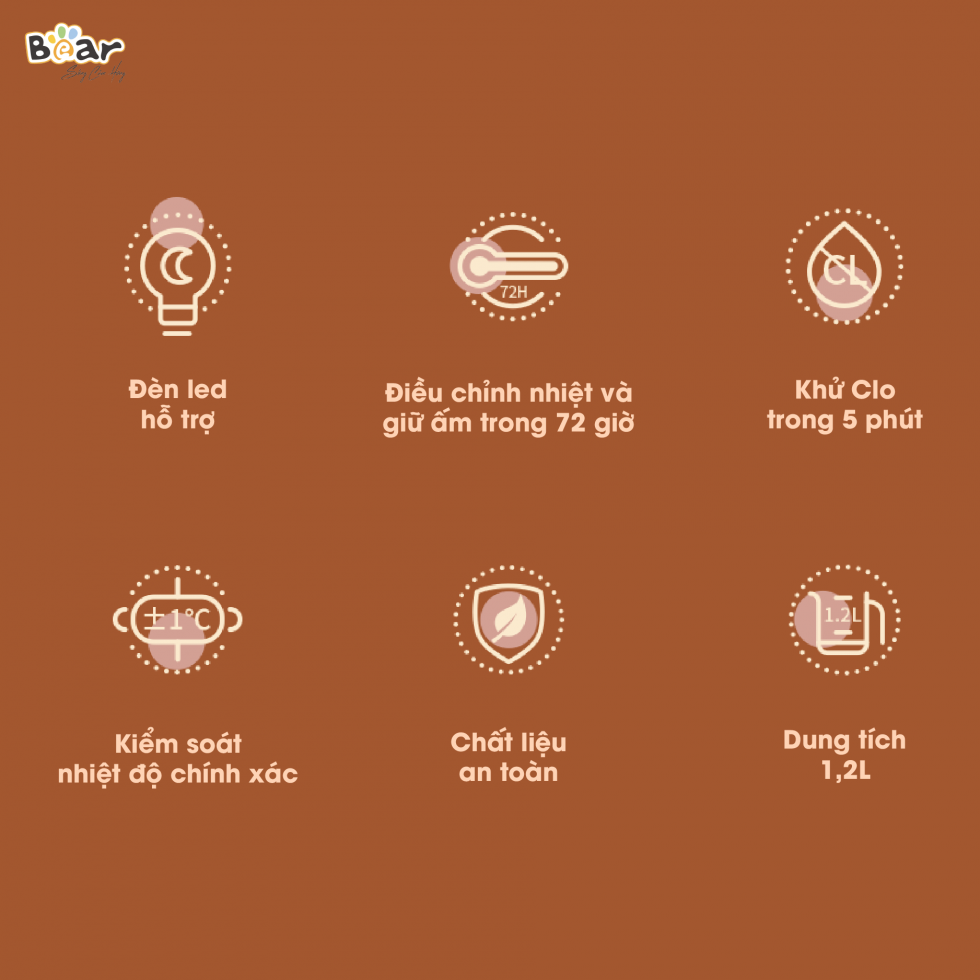 Bear
72H
CL
Đèn led
hỗ trợ
Điều chỉnh nhiệt và
giữ ấm trong 72 giờ
Khử Clo
trong 5 phút
±1°C
1.2L
Kiểm soát
nhiệt độ chính xác
Chất liệu
an toàn
Dung tích
1,2L